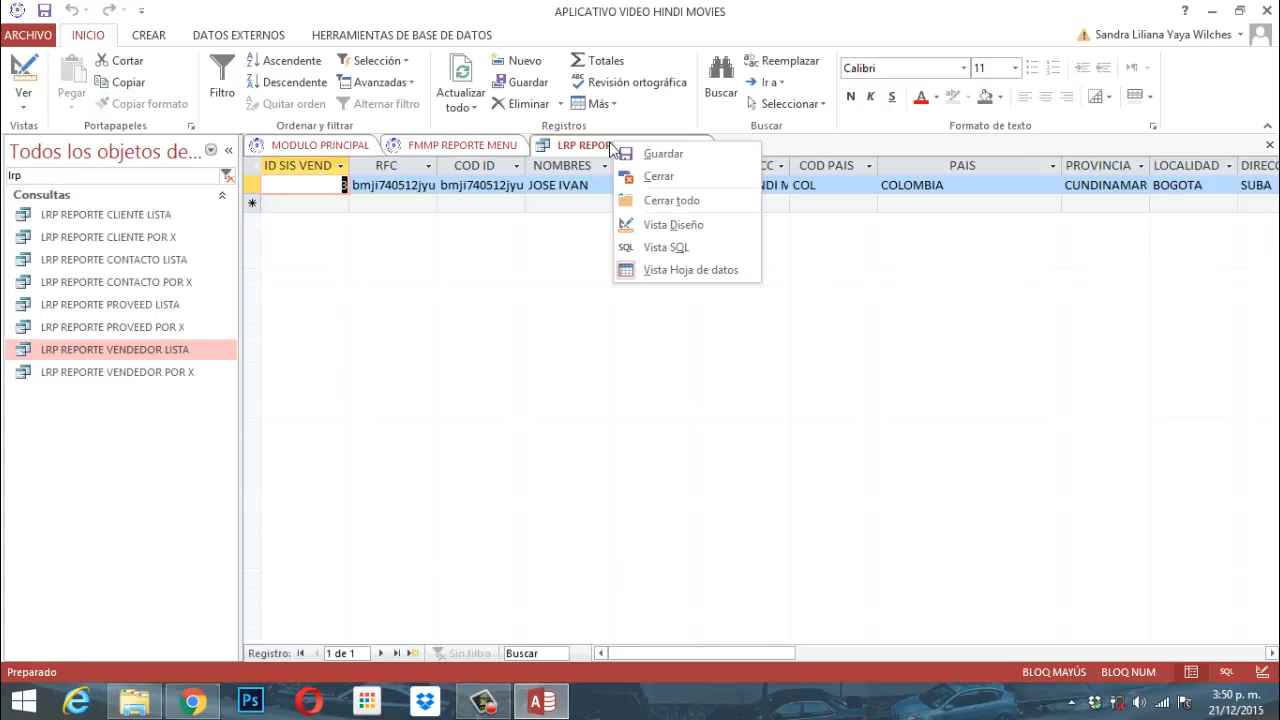 APLICATIVO VIDEO HINDI MOVIES
?
ARCHIVO INICIO CREAR DATOS EXTERNOS HERRAMIENTAS DE BASE DE DATOS
Sandra Liliana Yaya Wilches
Ver
Vistas
Pegar
Cortar
Copiar
Copiar formato
Portapapeles
Filtro
Ascendente
Descendente
Quitar orden
Selección
Avanzadas
Alternar filtro
Ordenar y filtrar
Actualizar
todo
Nuevo
Guardar
Eliminar
Totales
Revisión ortográfica
Más
Registros
Buscar
Reemplazar
Ir a
Seleccionar
Buscar
Calibri 11
N K S
Formato de texto
Todos los objetos de...
lrp
Consultas
LRP REPORTE CLIENTE LISTA
LRP REPORTE CLIENTE POR X
LRP REPORTE CONTACTO LISTA
LRP REPORTE CONTACTO POR X
LRP REPORTE PROVEED LISTA
LRP REPORTE PROVEED POR X
LRP REPORTE VENDEDOR LISTA
LRP REPORTE VENDEDOR POR X
MODULO PRINCIPAL FMMP REPORTE MENU LRP REPOR
ID SIS VEND RFC COD ID NOMBRES CC COD PAIS PAIS PROVINCIA LOCALIDAD DIREC
3 bmji740512jyu bmji740512jyu JOSE IVAN NDI M COL COLOMBIA CUNDINAMAR BOGOTA SUBA
Guardar
Cerrar
Cerrar todo
Vista Diseño
SQL Vista SQL
Vista Hoja de datos
Registro: 1 de 1 Sin filtro Buscar
Preparado
BLOQ MAYÚS BLOQ NUM SQL
Ps
3:50 p. m.
21/12/2015